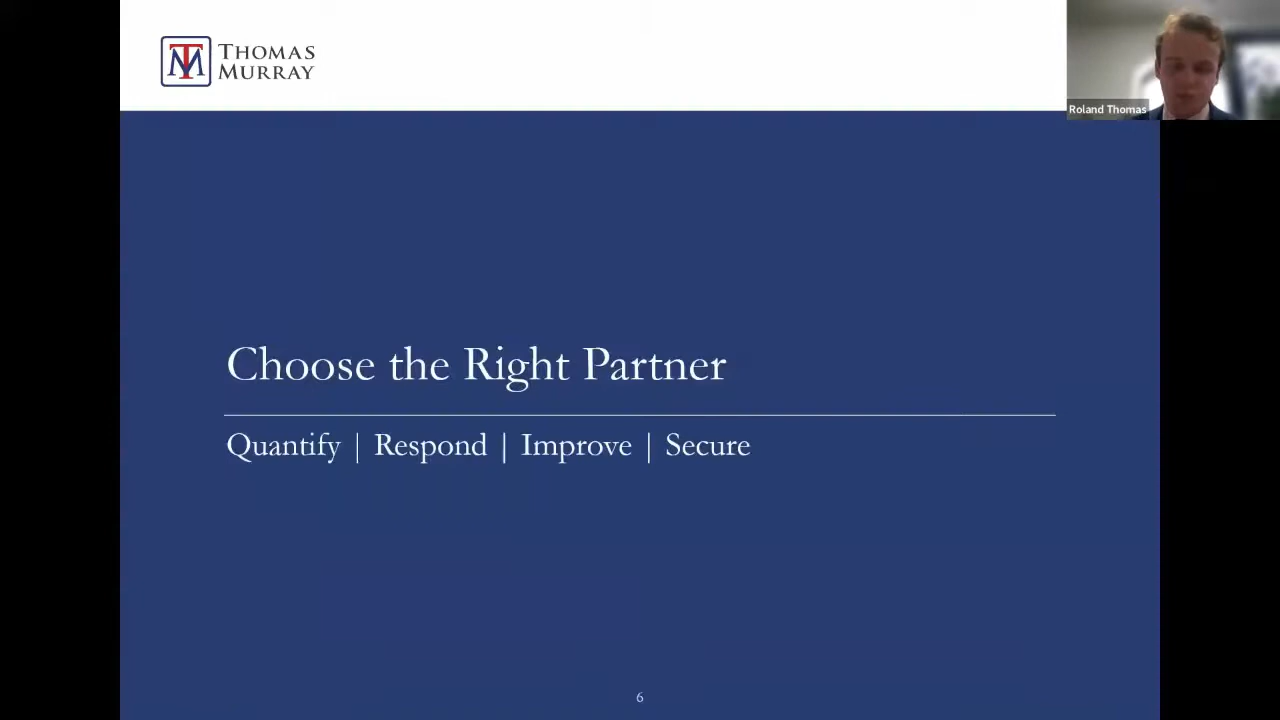 THOMAS
MURRAY
Roland Thomas
Choose the Right Partner
Quantify | Respond | Improve | Secure
6